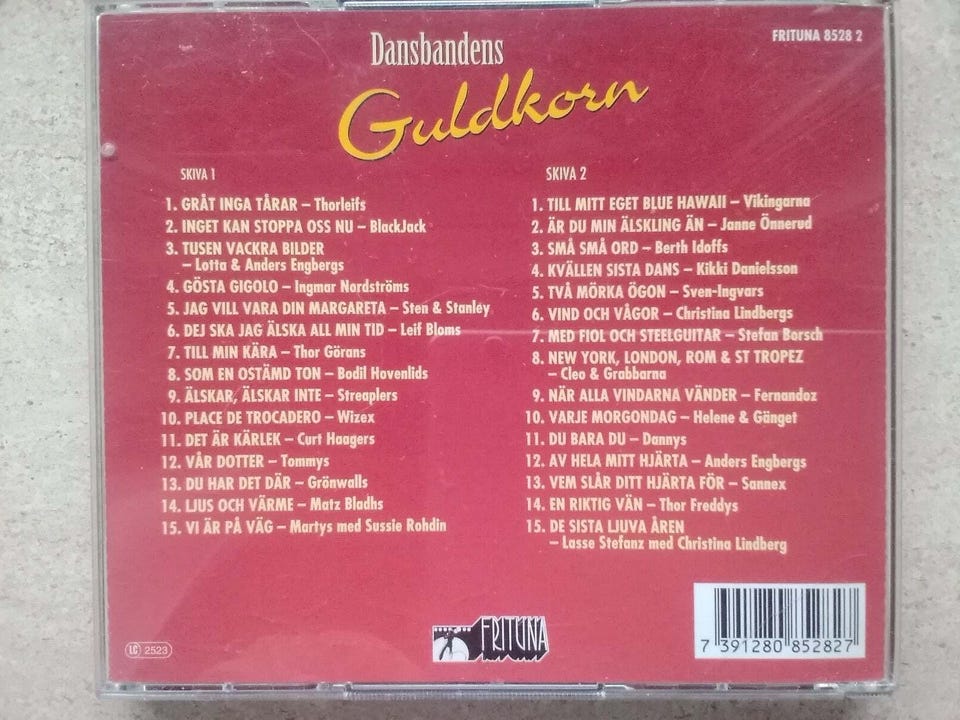 FRITUNA 8528 2
Dansbandens
Guldkorn
SKIVA 1
1. GRÅT INGA TÅRAR – Thorleifs
2. INGET KAN STOPPA OSS NU – BlackJack
3. TUSEN VACKRA BILDER
– Lotta & Anders Engbergs
4. GÖSTA GIGOLO – Ingmar Nordströms
5. JAG VILL VARA DIN MARGARETA – Sten & Stanley
6. DEJ SKA JAG ÄLSKA ALL MIN TID – Leif Bloms
7. TILL MIN KÄRA – Thor Görans
8. SOM EN OSTÄMD TON – Bodil Hovenlids
9. ÄLSKAR, ÄLSKAR INTE – Streaplers
10. PLACE DE TROCADERO – Wizex
11. DET ÄR KÄRLEK – Curt Haagers
12. VÅR DOTTER – Tommys
13. DU HAR DET DÄR – Grönwalls
14. LJUS OCH VÄRME – Matz Bladhs
15. VI ÄR PÅ VÄG – Martys med Sussie Rohdin
SKIVA 2
1. TILL MITT EGET BLUE HAWAII – Vikingarna
2. ÄR DU MIN ÄLSKLING ÄN – Janne Önnerud
3. SMÅ SMÅ ORD – Berth Idoffs
4. KVÄLLEN SISTA DANS – Kikki Danielsson
5. TVÅ MÖRKA ÖGON – Sven-Ingvars
6. VIND OCH VÅGOR – Christina Lindbergs
7. MED FIOL OCH STEELGUITAR – Stefan Borsch
8. NEW YORK, LONDON, ROM & ST TROPEZ
– Cleo & Grabbarna
9. NÄR ALLA VINDARNA VÄNDER – Fernandoz
10. VARJE MORGONDAG – Helene & Gänget
11. DU BARA DU – Dannys
12. AV HELA MITT HJÄRTA – Anders Engbergs
13. VEM SLÅR DITT HJÄRTA FÖR – Sannex
14. EN RIKTIG VÄN – Thor Freddys
15. DE SISTA LJUVA ÅREN
– Lasse Stefanz med Christina Lindberg
LC 2523
FRITUNA
7 391280 852827